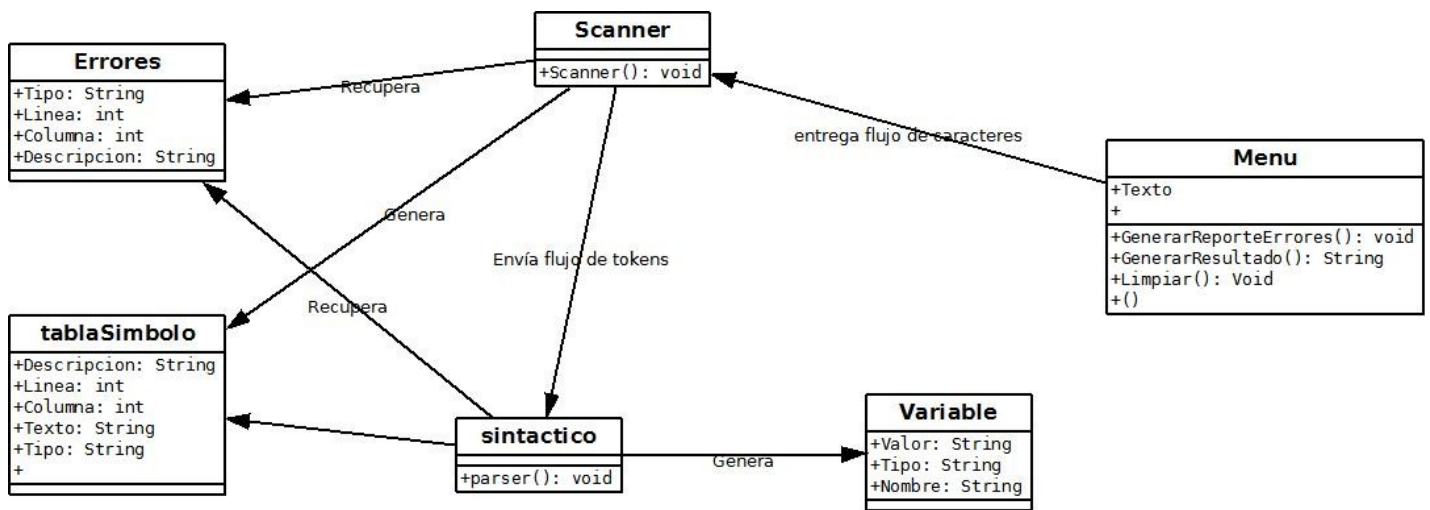 Scanner
+Scanner(): void
Errores
+Tipo: String
+Linea: int
+Columna: int
+Descripcion: String
Recupera
entrega flujo de caracteres
Menu
+Texto
+
+GenerarReporteErrores(): void
+GenerarResultado(): String
+Limpiar(): Void
+()
Genera
Envía flujo de tokens
Recupera
tablaSimbolo
+Descripcion: String
+Linea: int
+Columna: int
+Texto: String
+Tipo: String
+
sintactico
+parser(): void
Genera
Variable
+Valor: String
+Tipo: String
+Nombre: String